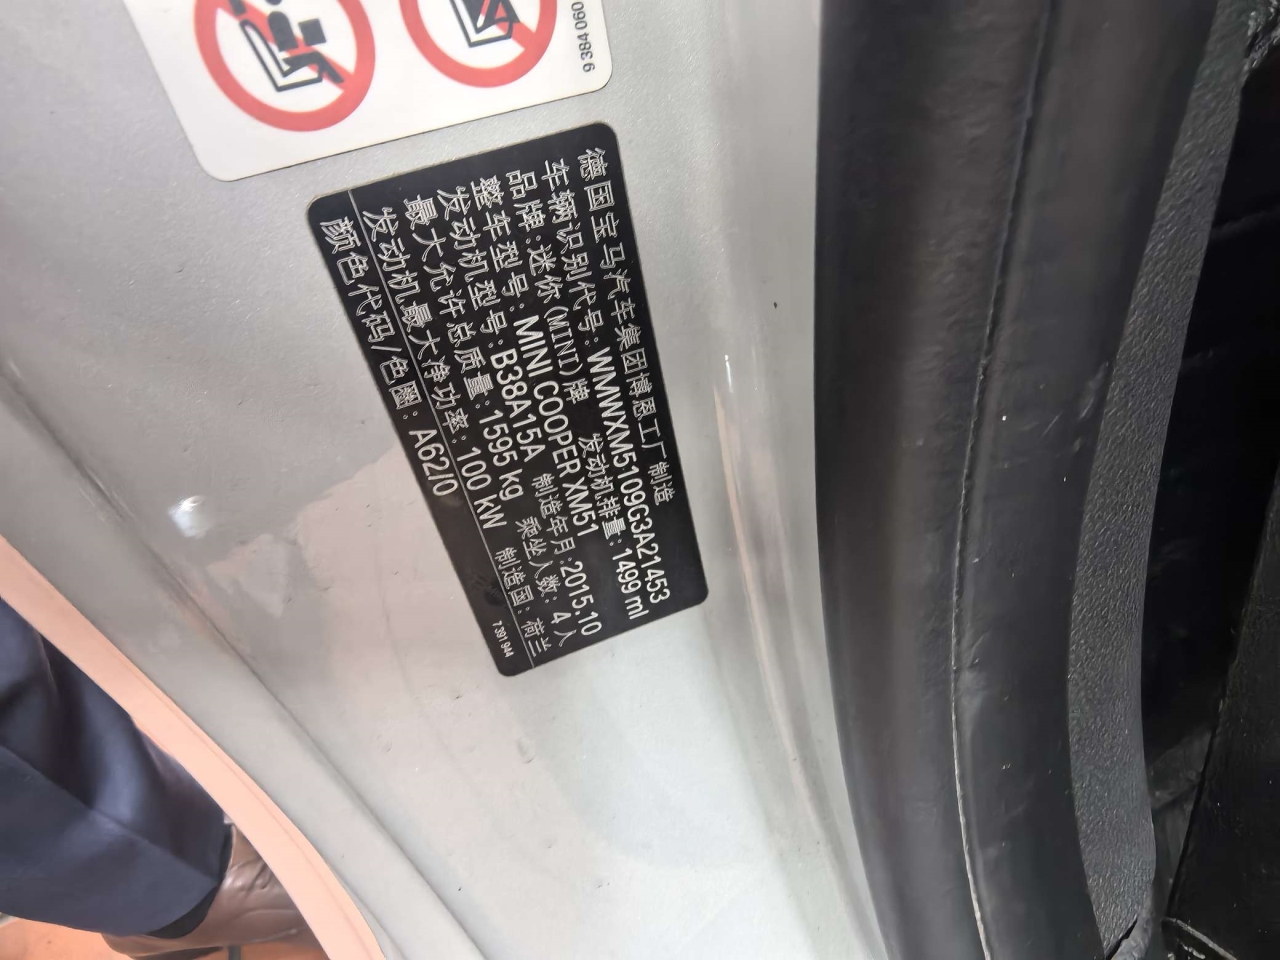 9 384 060
德国宝马汽车集团博恩工厂 制造
车辆识别代号: WMWXM5109G3A21453
品牌:迷你(MINI)牌 发动机排量:1499 ml
整车型号: MINI COOPER XM51
发动机型号: B38A15A 制造年月:2015.10
最大允许总质量: 1595 kg 乘坐人数: 4人
发动机最大净功率: 100 kW 制造国: 荷兰
颜色代码/色圈: A62/0 7 391 944